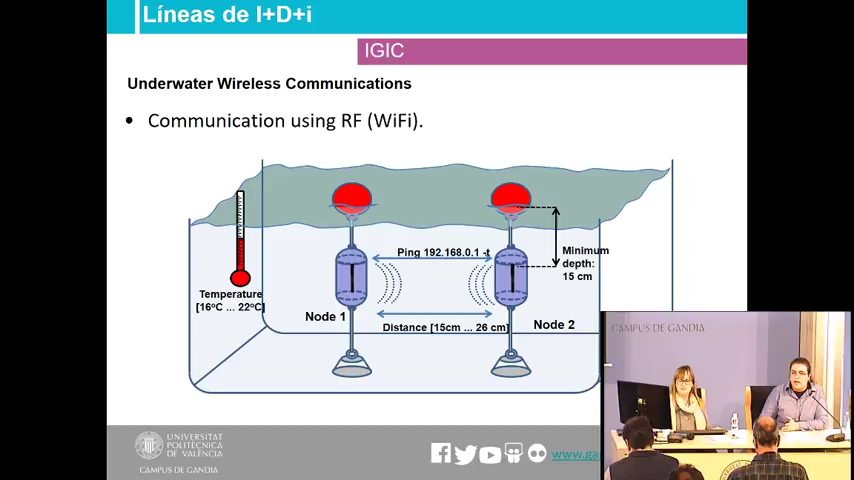 Líneas de I+D+i
IGIC
Underwater Wireless Communications
• Communication using RF (WiFi).
Ping 192.168.0.1 -t
Minimum
depth:
15 cm
Temperature
[16ºC ... 22ºC]
Node 1
Distance [15cm ... 26 cm]
Node 2
CAMPUS DE GANDIA
UNIVERSITAT
POLITÈCNICA
DE VALÈNCIA
CAMPUS DE GANDIA
www.ga